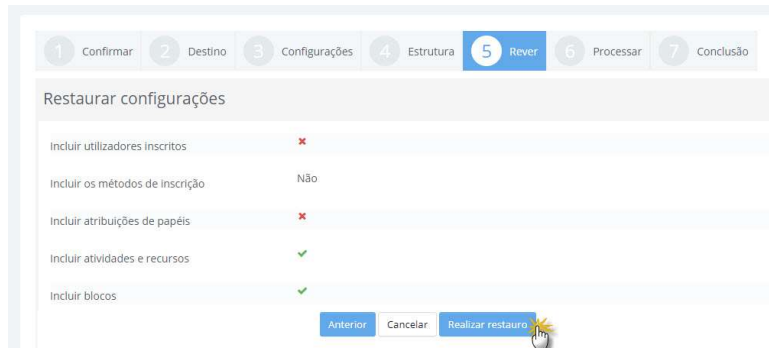 1 Confirmar 2 Destino 3 Configurações 4 Estrutura 5 Rever 6 Processar 7 Conclusão
Restaurar configurações
Incluir utilizadores inscritos
Incluir os métodos de inscrição Não
Incluir atribuições de papéis
Incluir atividades e recursos
Incluir blocos
Anterior Cancelar Realizar restauro